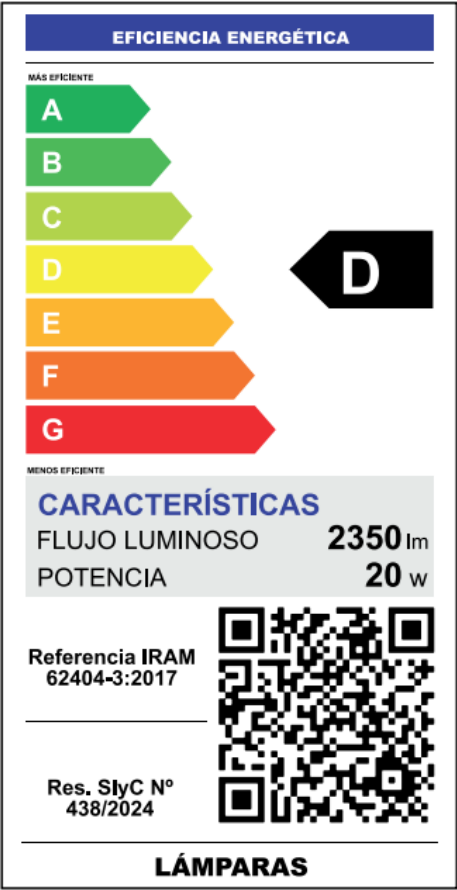 EFICIENCIA ENERGÉTICA
MÁS EFICIENTE
A
B
C
D
D
E
F
G
MENOS EFICIENTE
CARACTERÍSTICAS
FLUJO LUMINOSO 2350 lm
POTENCIA 20 W
Referencia IRAM
62404-3:2017
Res. SIyC Nº
438/2024
LÁMPARAS